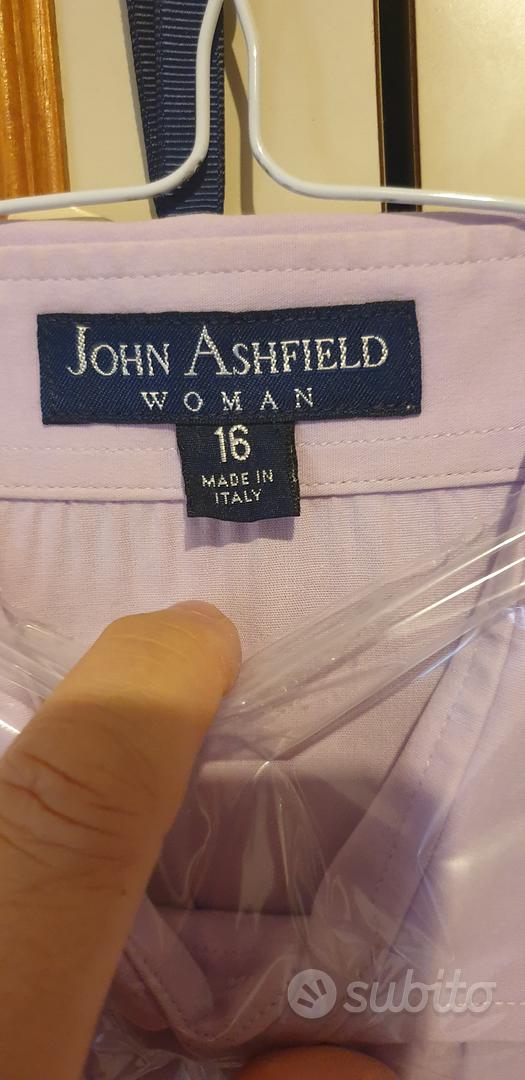 JOHN ASHFIELD
WOMAN
16
MADE IN
ITALY
subito